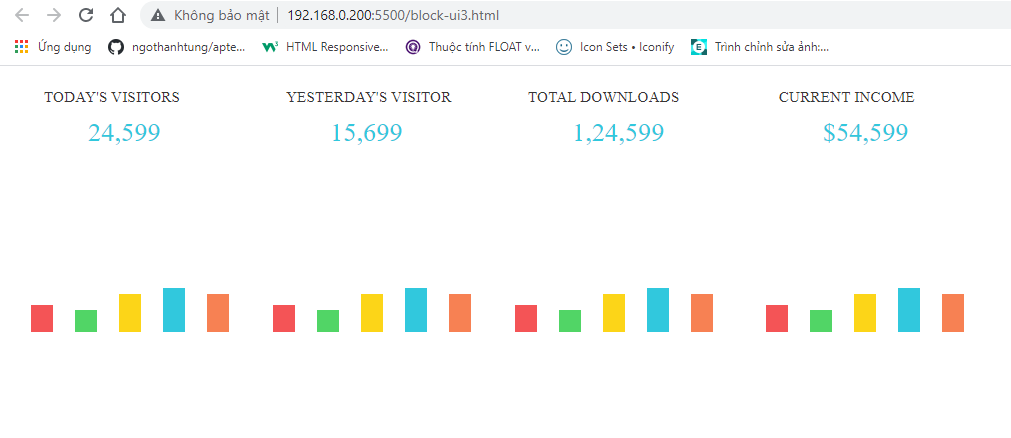 Không bảo mật | 192.168.0.200:5500/block-ui3.html
Ứng dụng ngothanhtung/apte... HTML Responsive... Thuộc tính FLOAT v... Icon Sets • Iconify Trình chỉnh sửa ảnh:...
TODAY'S VISITORS YESTERDAY'S VISITOR TOTAL DOWNLOADS CURRENT INCOME
24,599 15,699 1,24,599 $54,599